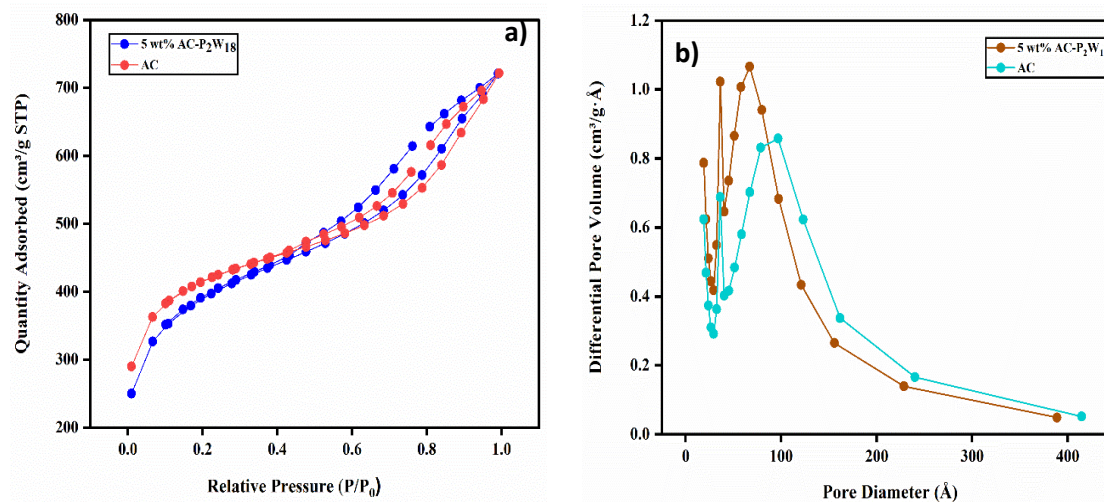 a)
5 wt% AC-P₂W₁₈
AC
Quantity Adsorbed (cm³/g STP)
800
700
600
500
400
300
200
0.0 0.2 0.4 0.6 0.8 1.0
Relative Pressure (P/P₀)
b)
5 wt% AC-P₂W₁
AC
Differential Pore Volume (cm³/g·Å)
1.2
1.0
0.8
0.6
0.4
0.2
0.0
0 100 200 300 400
Pore Diameter (Å)